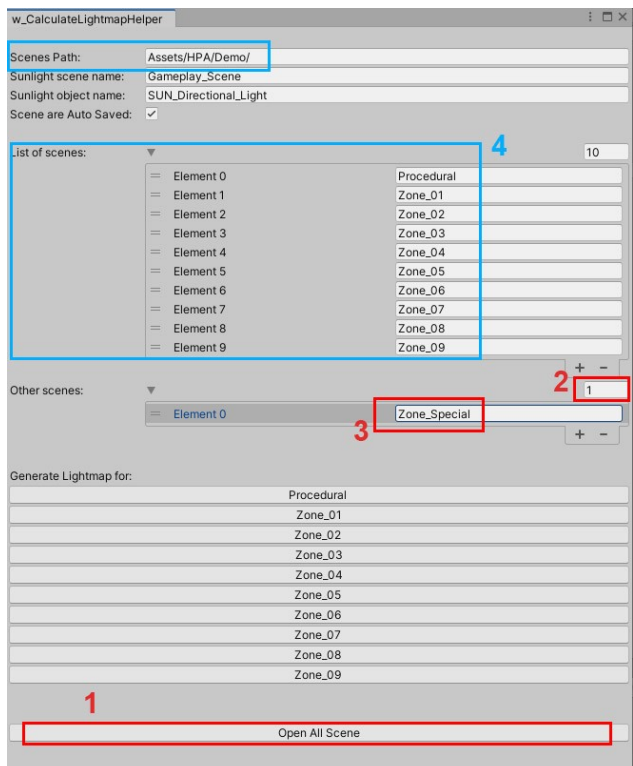 w_CalculateLightmapHelper
Scenes Path: Assets/HPA/Demo/
Sunlight scene name: Gameplay_Scene
Sunlight object name: SUN_Directional_Light
Scene are Auto Saved:
List of scenes: 4 10
Element 0 Procedural
Element 1 Zone_01
Element 2 Zone_02
Element 3 Zone_03
Element 4 Zone_04
Element 5 Zone_05
Element 6 Zone_06
Element 7 Zone_07
Element 8 Zone_08
Element 9 Zone_09
+ −
Other scenes: 2 1
Element 0 3 Zone_Special
+ −
Generate Lightmap for:
Procedural
Zone_01
Zone_02
Zone_03
Zone_04
Zone_05
Zone_06
Zone_07
Zone_08
Zone_09
1
Open All Scene